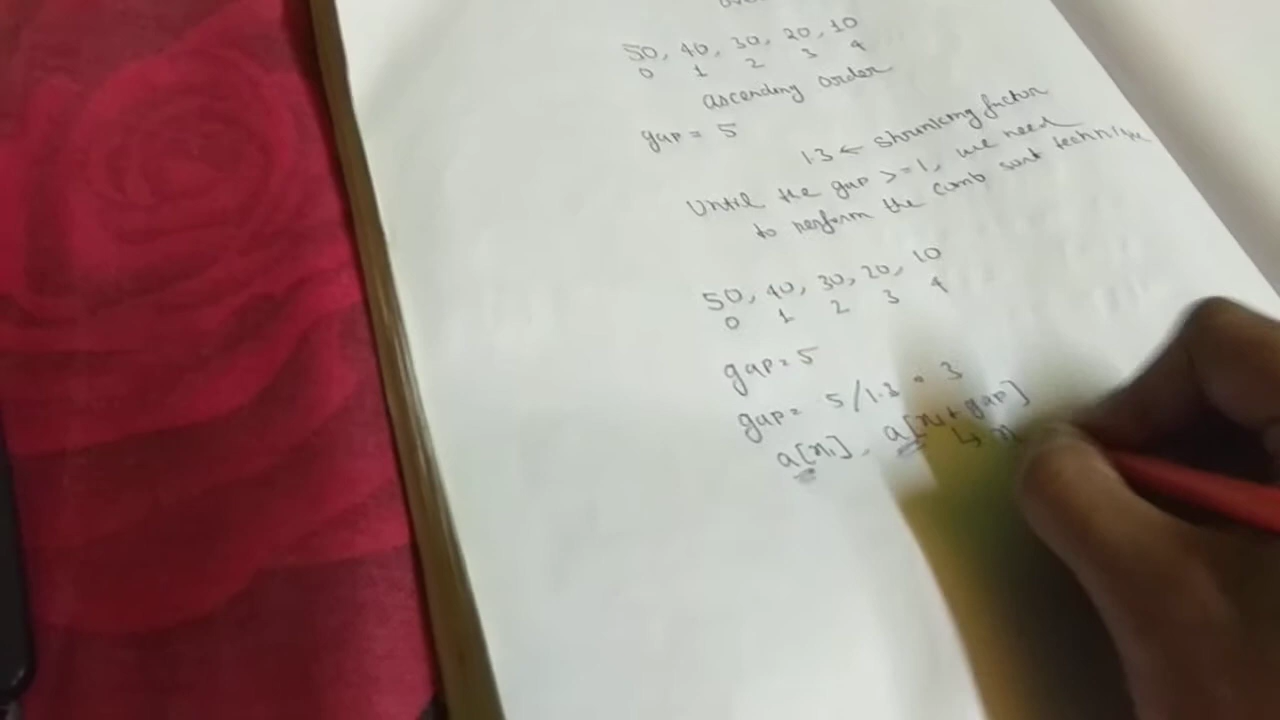 50, 40, 30, 20, 10
0 1 2 3 4
ascending order
gap = 5
1.3 ← shrinking factor
Until the gap >=1, we need
to perform the comb sort technique
50, 40, 30, 20, 10
0 1 2 3 4
gap = 5
gap = 5/1.3 = 3
a[x1], a[x1+gap]